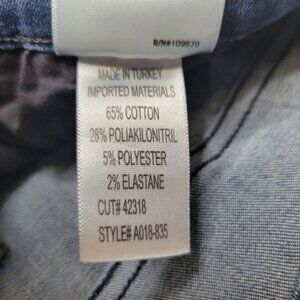 R/N#109670
MADE IN TURKEY
IMPORTED MATERIALS
65% COTTON
28% POLIAKILONITRIL
5% POLYESTER
2% ELASTANE
CUT# 42318
STYLE# A018-835